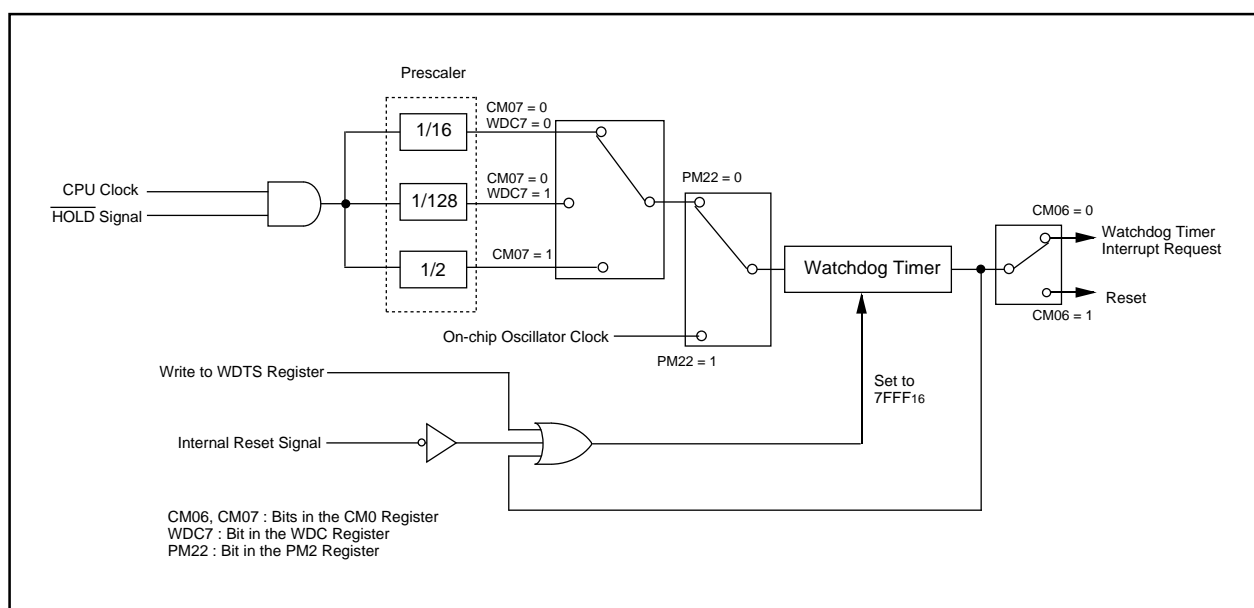 Prescaler
CM07 = 0
WDC7 = 0
1/16
CPU Clock
HOLD Signal
CM07 = 0
WDC7 = 1
1/128
CM07 = 1
1/2
PM22 = 0
On-chip Oscillator Clock
PM22 = 1
Watchdog Timer
CM06 = 0
Watchdog Timer
Interrupt Request
Reset
CM06 = 1
Write to WDTS Register
Set to
7FFF16
Internal Reset Signal
CM06, CM07 : Bits in the CM0 Register
WDC7 : Bit in the WDC Register
PM22 : Bit in the PM2 Register